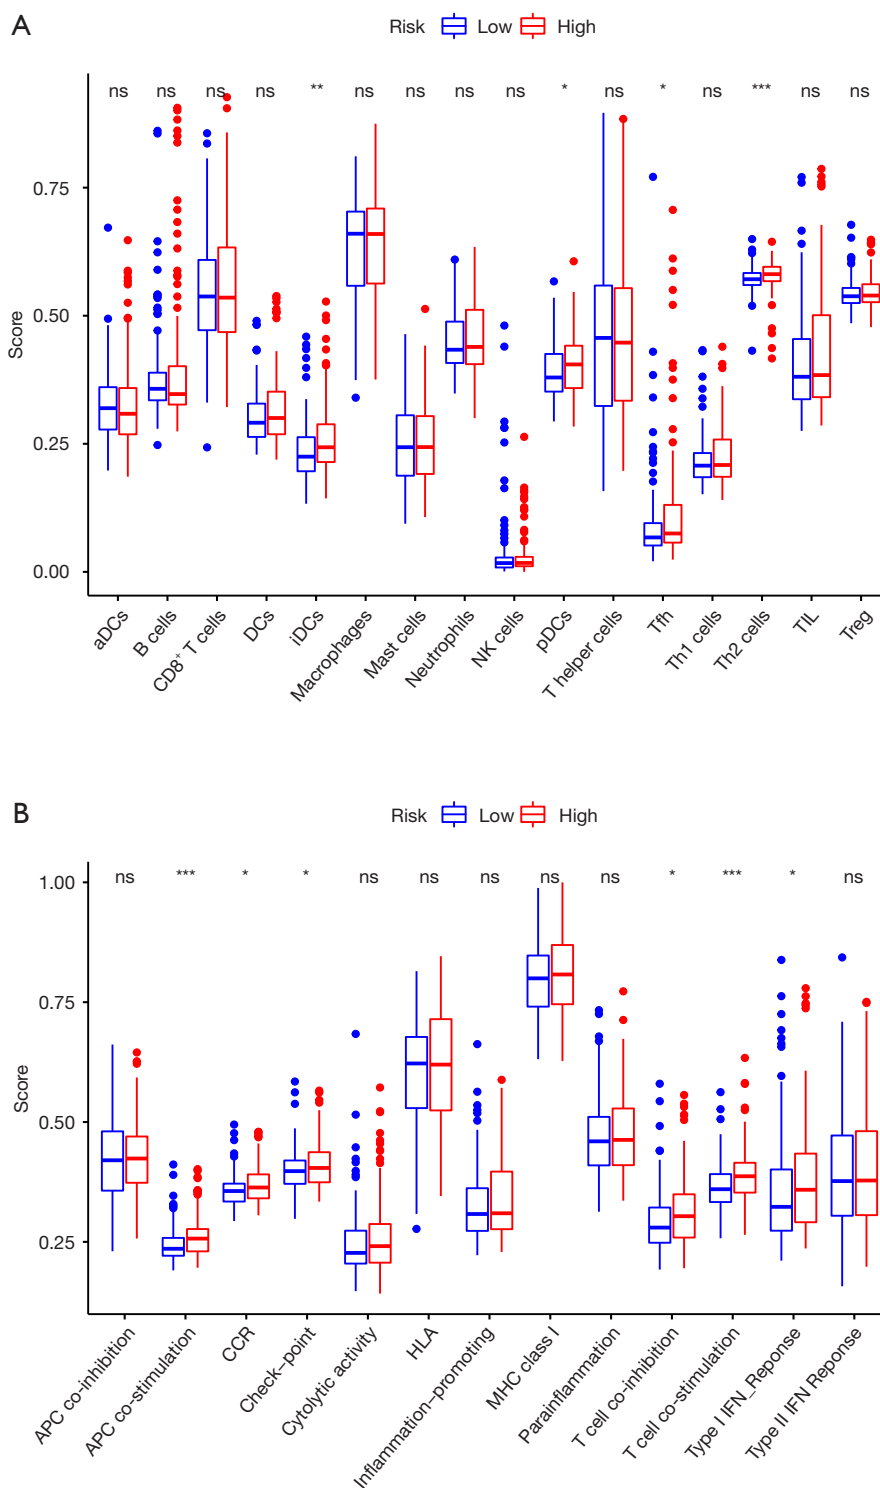 A
Risk Low High
ns ns ns ns ** ns ns ns ns * ns * ns *** ns ns
0.75
0.50
0.25
0.00
Score
aDCs
B cells
CD8+ T cells
DCs
iDCs
Macrophages
Mast cells
Neutrophils
NK cells
pDCs
T helper cells
Tfh
Th1 cells
Th2 cells
TIL
Treg
B
Risk Low High
ns *** * * ns ns ns ns ns * *** * ns
1.00
0.75
0.50
0.25
Score
APC co-inhibition
APC co-stimulation
CCR
Check-point
Cytolytic activity
HLA
Inflammation-promoting
MHC class I
Parainflammation
T cell co-inhibition
T cell co-stimulation
Type I IFN_Reponse
Type II IFN Reponse